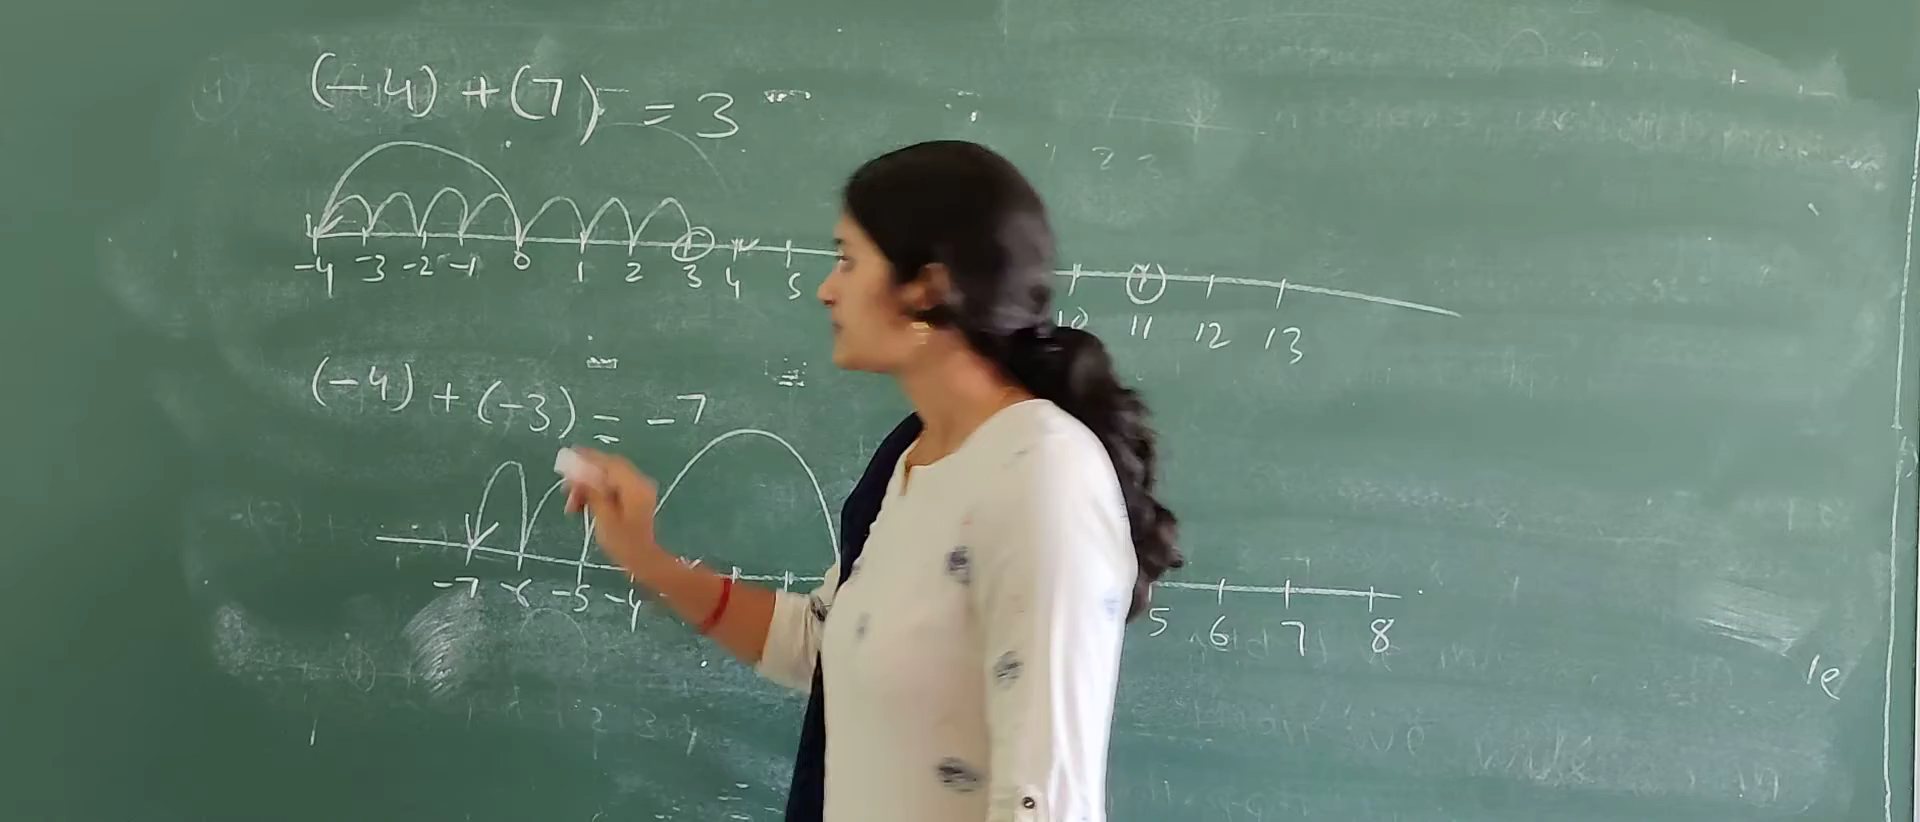 (-4) + (7) = 3
-4 -3 -2 -1 0 1 2 3 4 5 10 11 12 13
(-4) + (-3) = -7
-7 -6 -5 -4 5 6 7 8